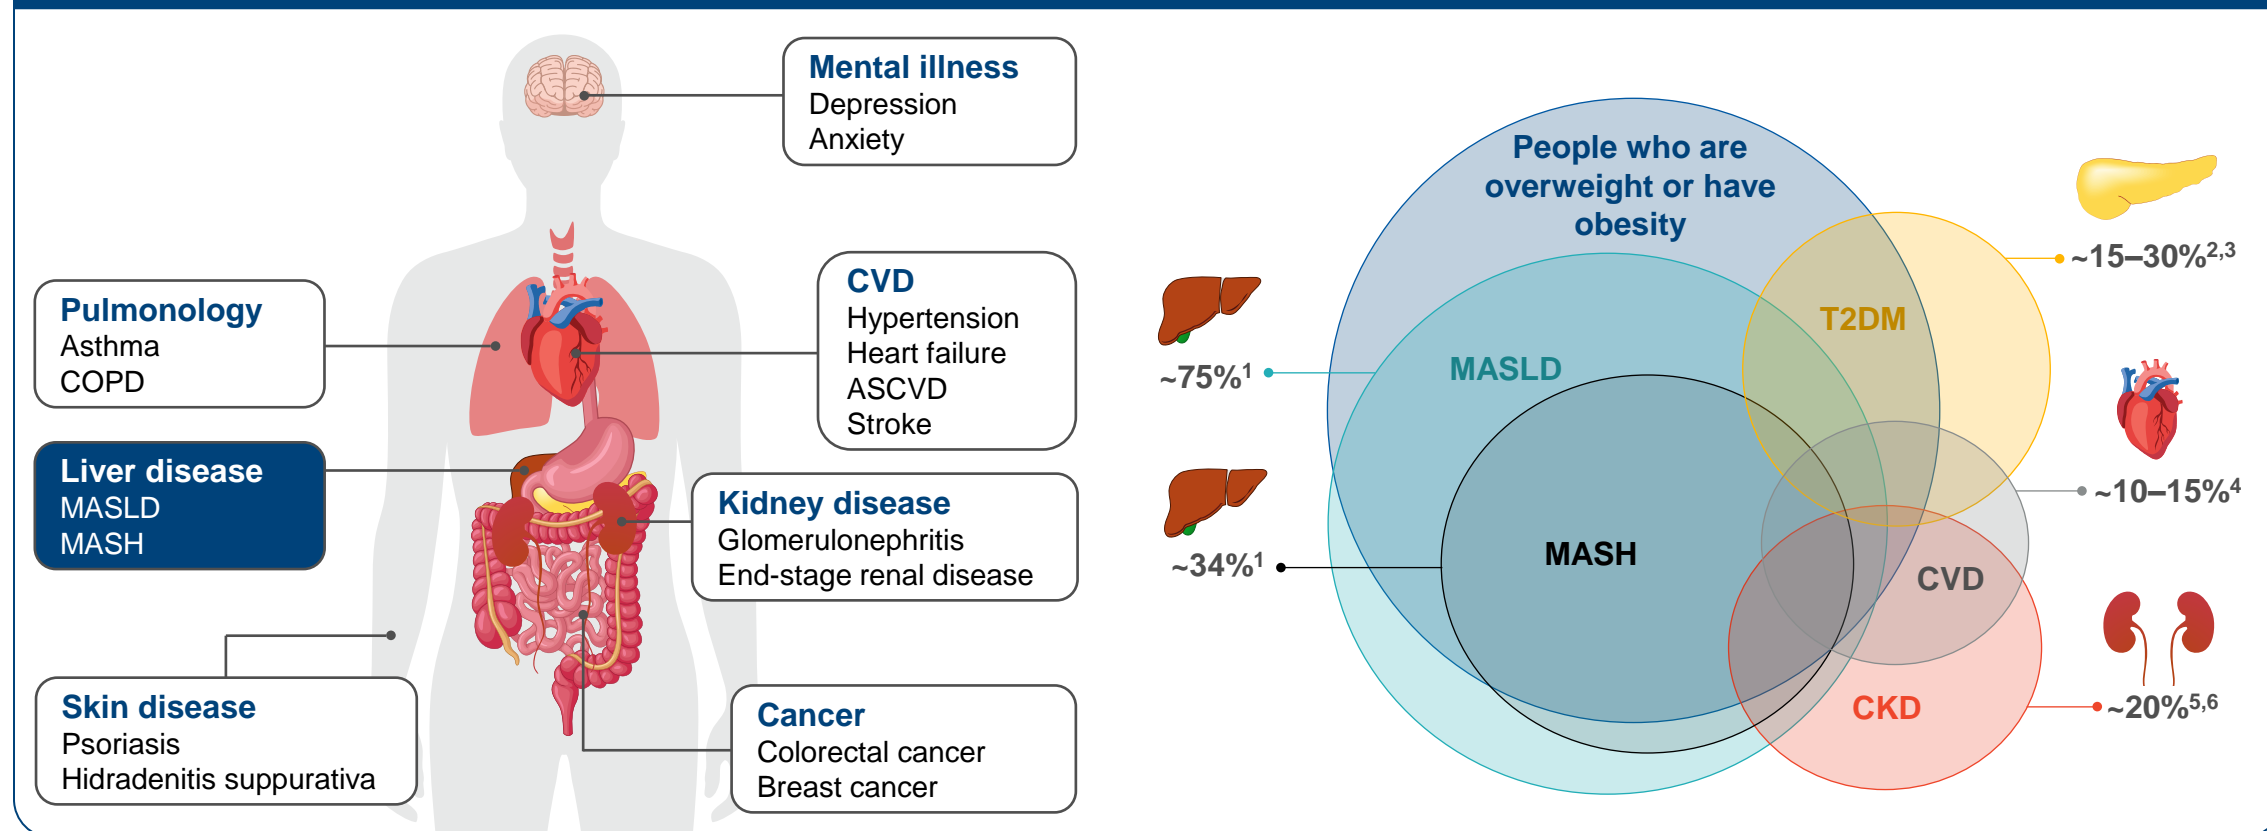 Mental illness
Depression
Anxiety
Pulmonology
Asthma
COPD
CVD
Hypertension
Heart failure
ASCVD
Stroke
Liver disease
MASLD
MASH
Kidney disease
Glomerulonephritis
End-stage renal disease
Skin disease
Psoriasis
Hidradenitis suppurativa
Cancer
Colorectal cancer
Breast cancer
People who are
overweight or have
obesity
~15–30%2,3
T2DM
MASLD
~75%1
~10–15%4
MASH
~34%1
CVD
CKD
~20%5,6